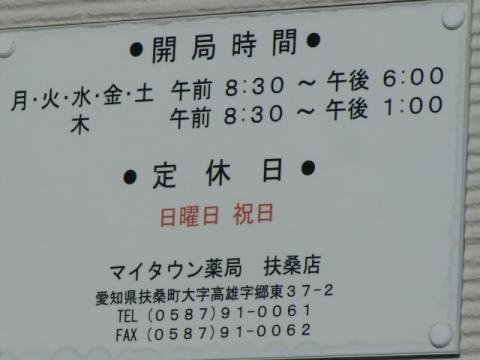 ●開局時間●
月・火・水・金・土 午前 8:30 ～ 午後 6:00
木 午前 8:30 ～ 午後 1:00
●定休日●
日曜日 祝日
マイタウン薬局 扶桑店
愛知県扶桑町大字高雄字郷東37-2
TEL (0587)91-0061
FAX (0587)91-0062